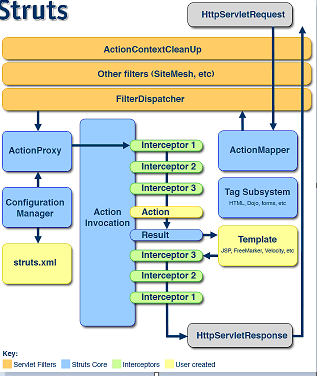 Struts
HttpServletRequest
ActionContextCleanUp
Other filters (SiteMesh, etc)
FilterDispatcher
ActionProxy
Configuration
Manager
struts.xml
Action
Invocation
Interceptor 1
Interceptor 2
Interceptor 3
Action
Result
Interceptor 3
Interceptor 2
Interceptor 1
ActionMapper
Tag Subsystem
HTML, Dojo, forms, etc
Template
JSP, FreeMarker, Velocity, etc
HttpServletResponse
Key:
Servlet Filters
Struts Core
Interceptors
User created